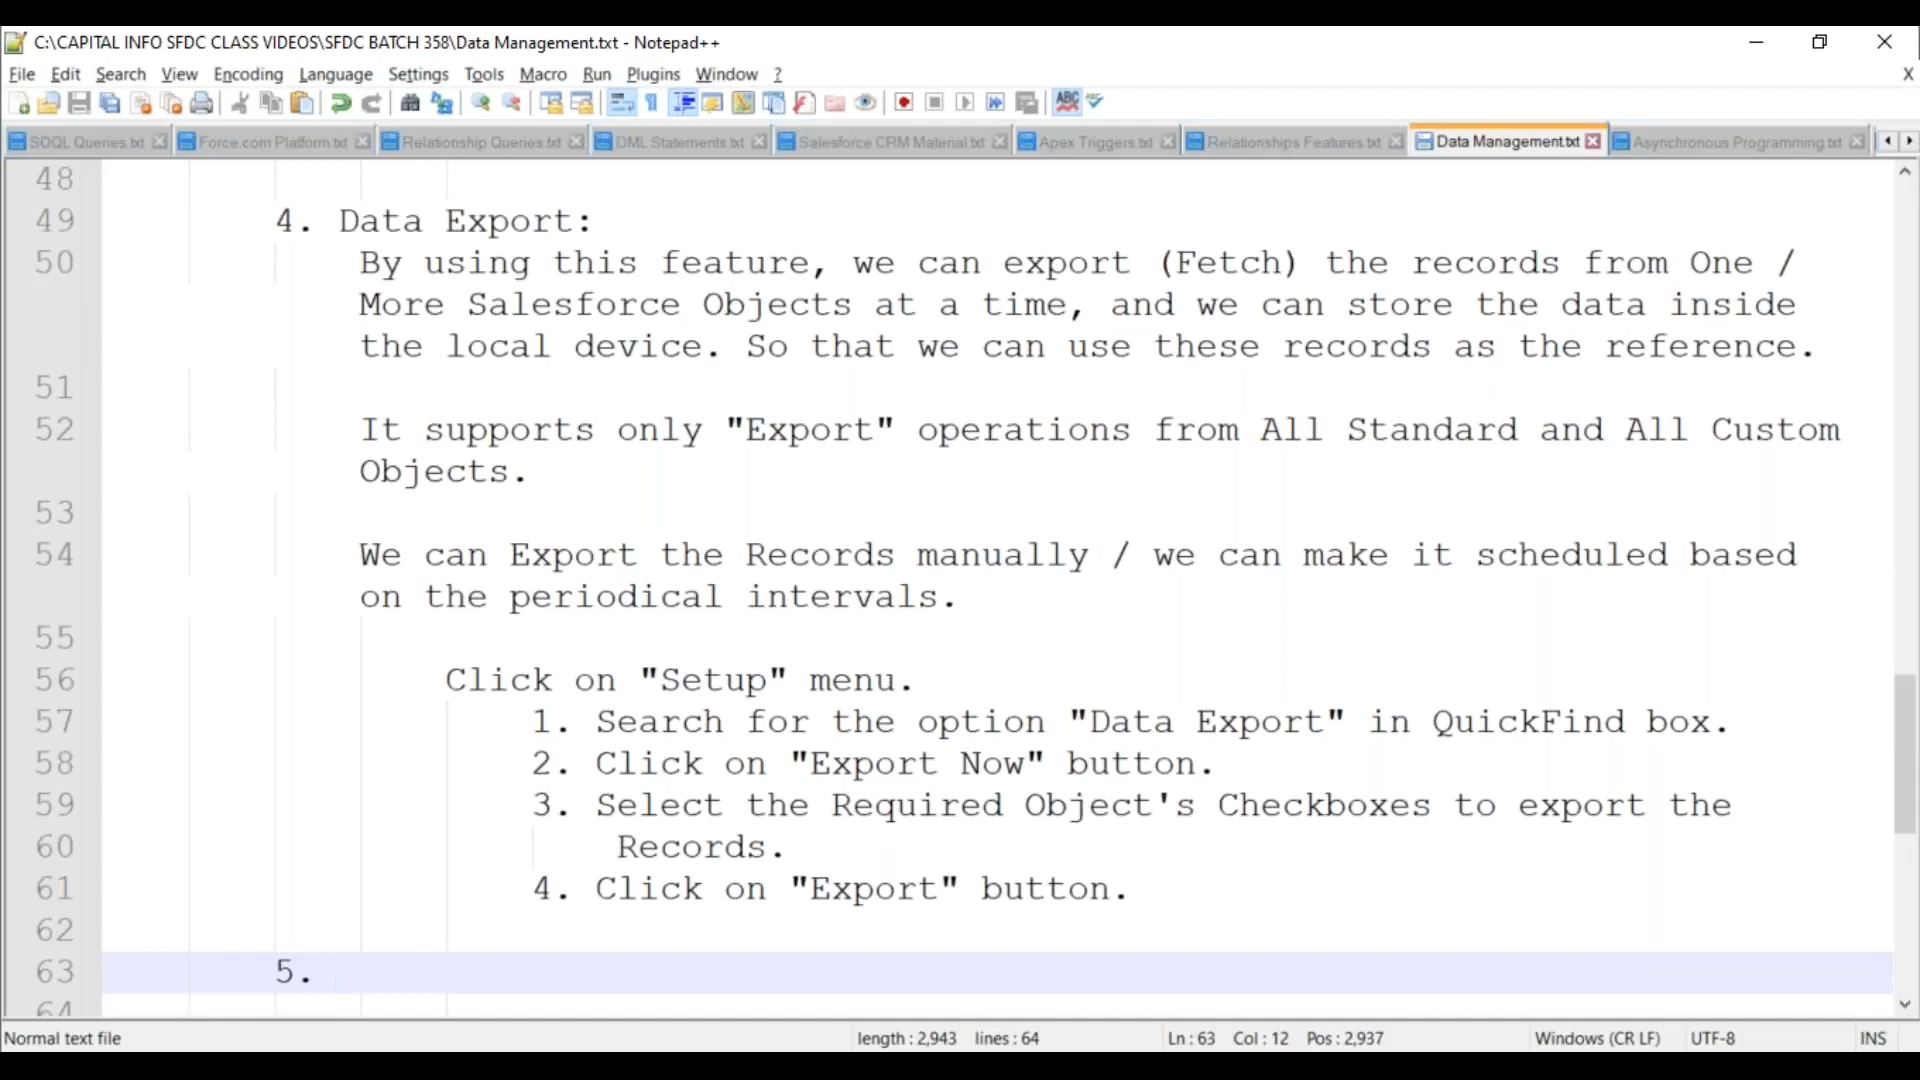 C:\CAPITAL INFO SFDC CLASS VIDEOS\SFDC BATCH 358\Data Management.txt - Notepad++
File Edit Search View Encoding Language Settings Tools Macro Run Plugins Window ? X
SOQL Queries.txt Force.com Platform.txt Relationship Queries.txt DML Statements.txt Salesforce CRM Material.txt Apex Triggers.txt Relationships Features.txt Data Management.txt Asynchronous Programming.txt
48
49 4. Data Export:
50 By using this feature, we can export (Fetch) the records from One /
More Salesforce Objects at a time, and we can store the data inside
the local device. So that we can use these records as the reference.
51
52 It supports only "Export" operations from All Standard and All Custom
Objects.
53
54 We can Export the Records manually / we can make it scheduled based
on the periodical intervals.
55
56 Click on "Setup" menu.
57 1. Search for the option "Data Export" in QuickFind box.
58 2. Click on "Export Now" button.
59 3. Select the Required Object's Checkboxes to export the
60 Records.
61 4. Click on "Export" button.
62
63 5.
64
Normal text file length : 2,943 lines : 64 Ln : 63 Col : 12 Pos : 2,937 Windows (CR LF) UTF-8 INS